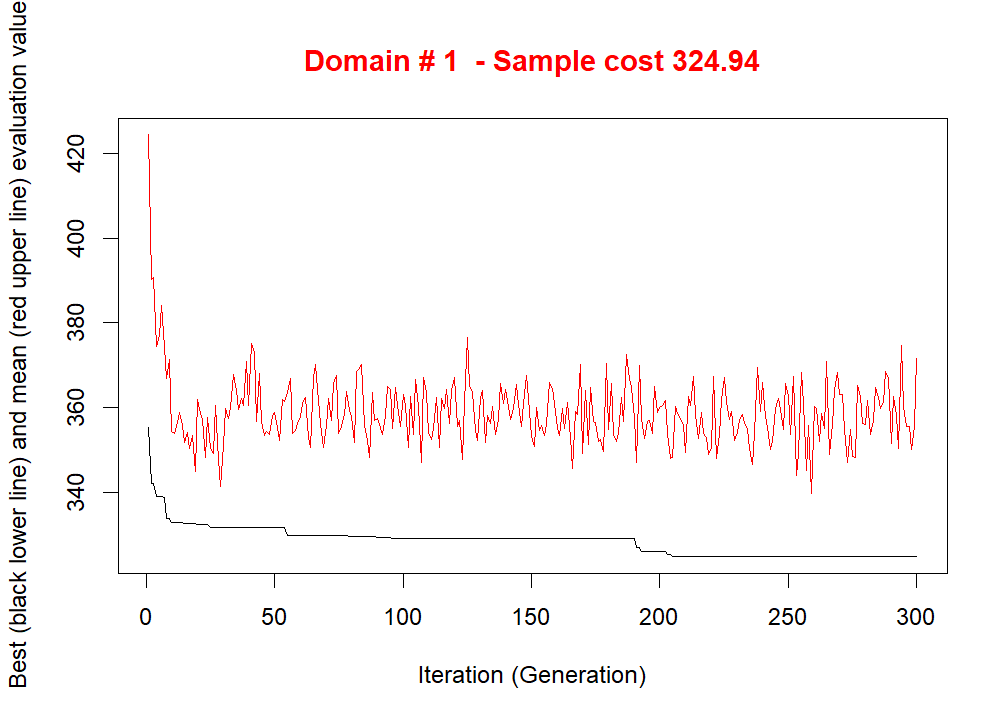 Domain # 1  - Sample cost 324.94
Best (black lower line) and mean (red upper line) evaluation value
420
400
380
360
340
0 50 100 150 200 250 300
Iteration (Generation)